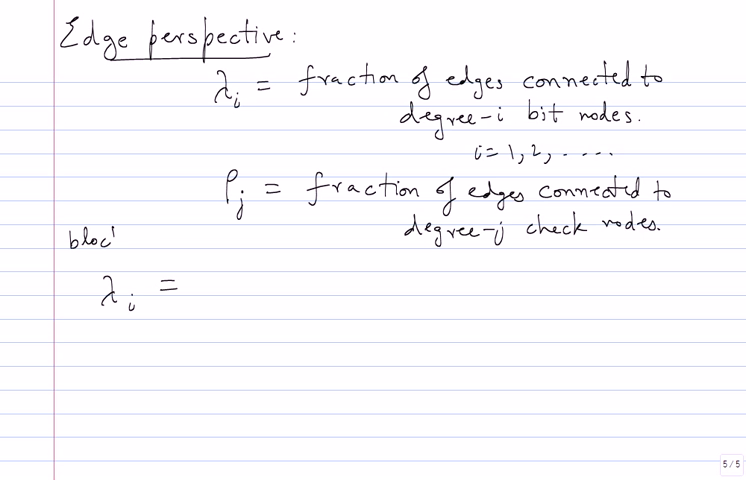 Edge perspective:
λ_i = fraction of edges connected to
degree-i bit nodes.
i = 1, 2, .....
ρ_j = fraction of edges connected to
degree-j check nodes.
bloc
λ_i =
5/5